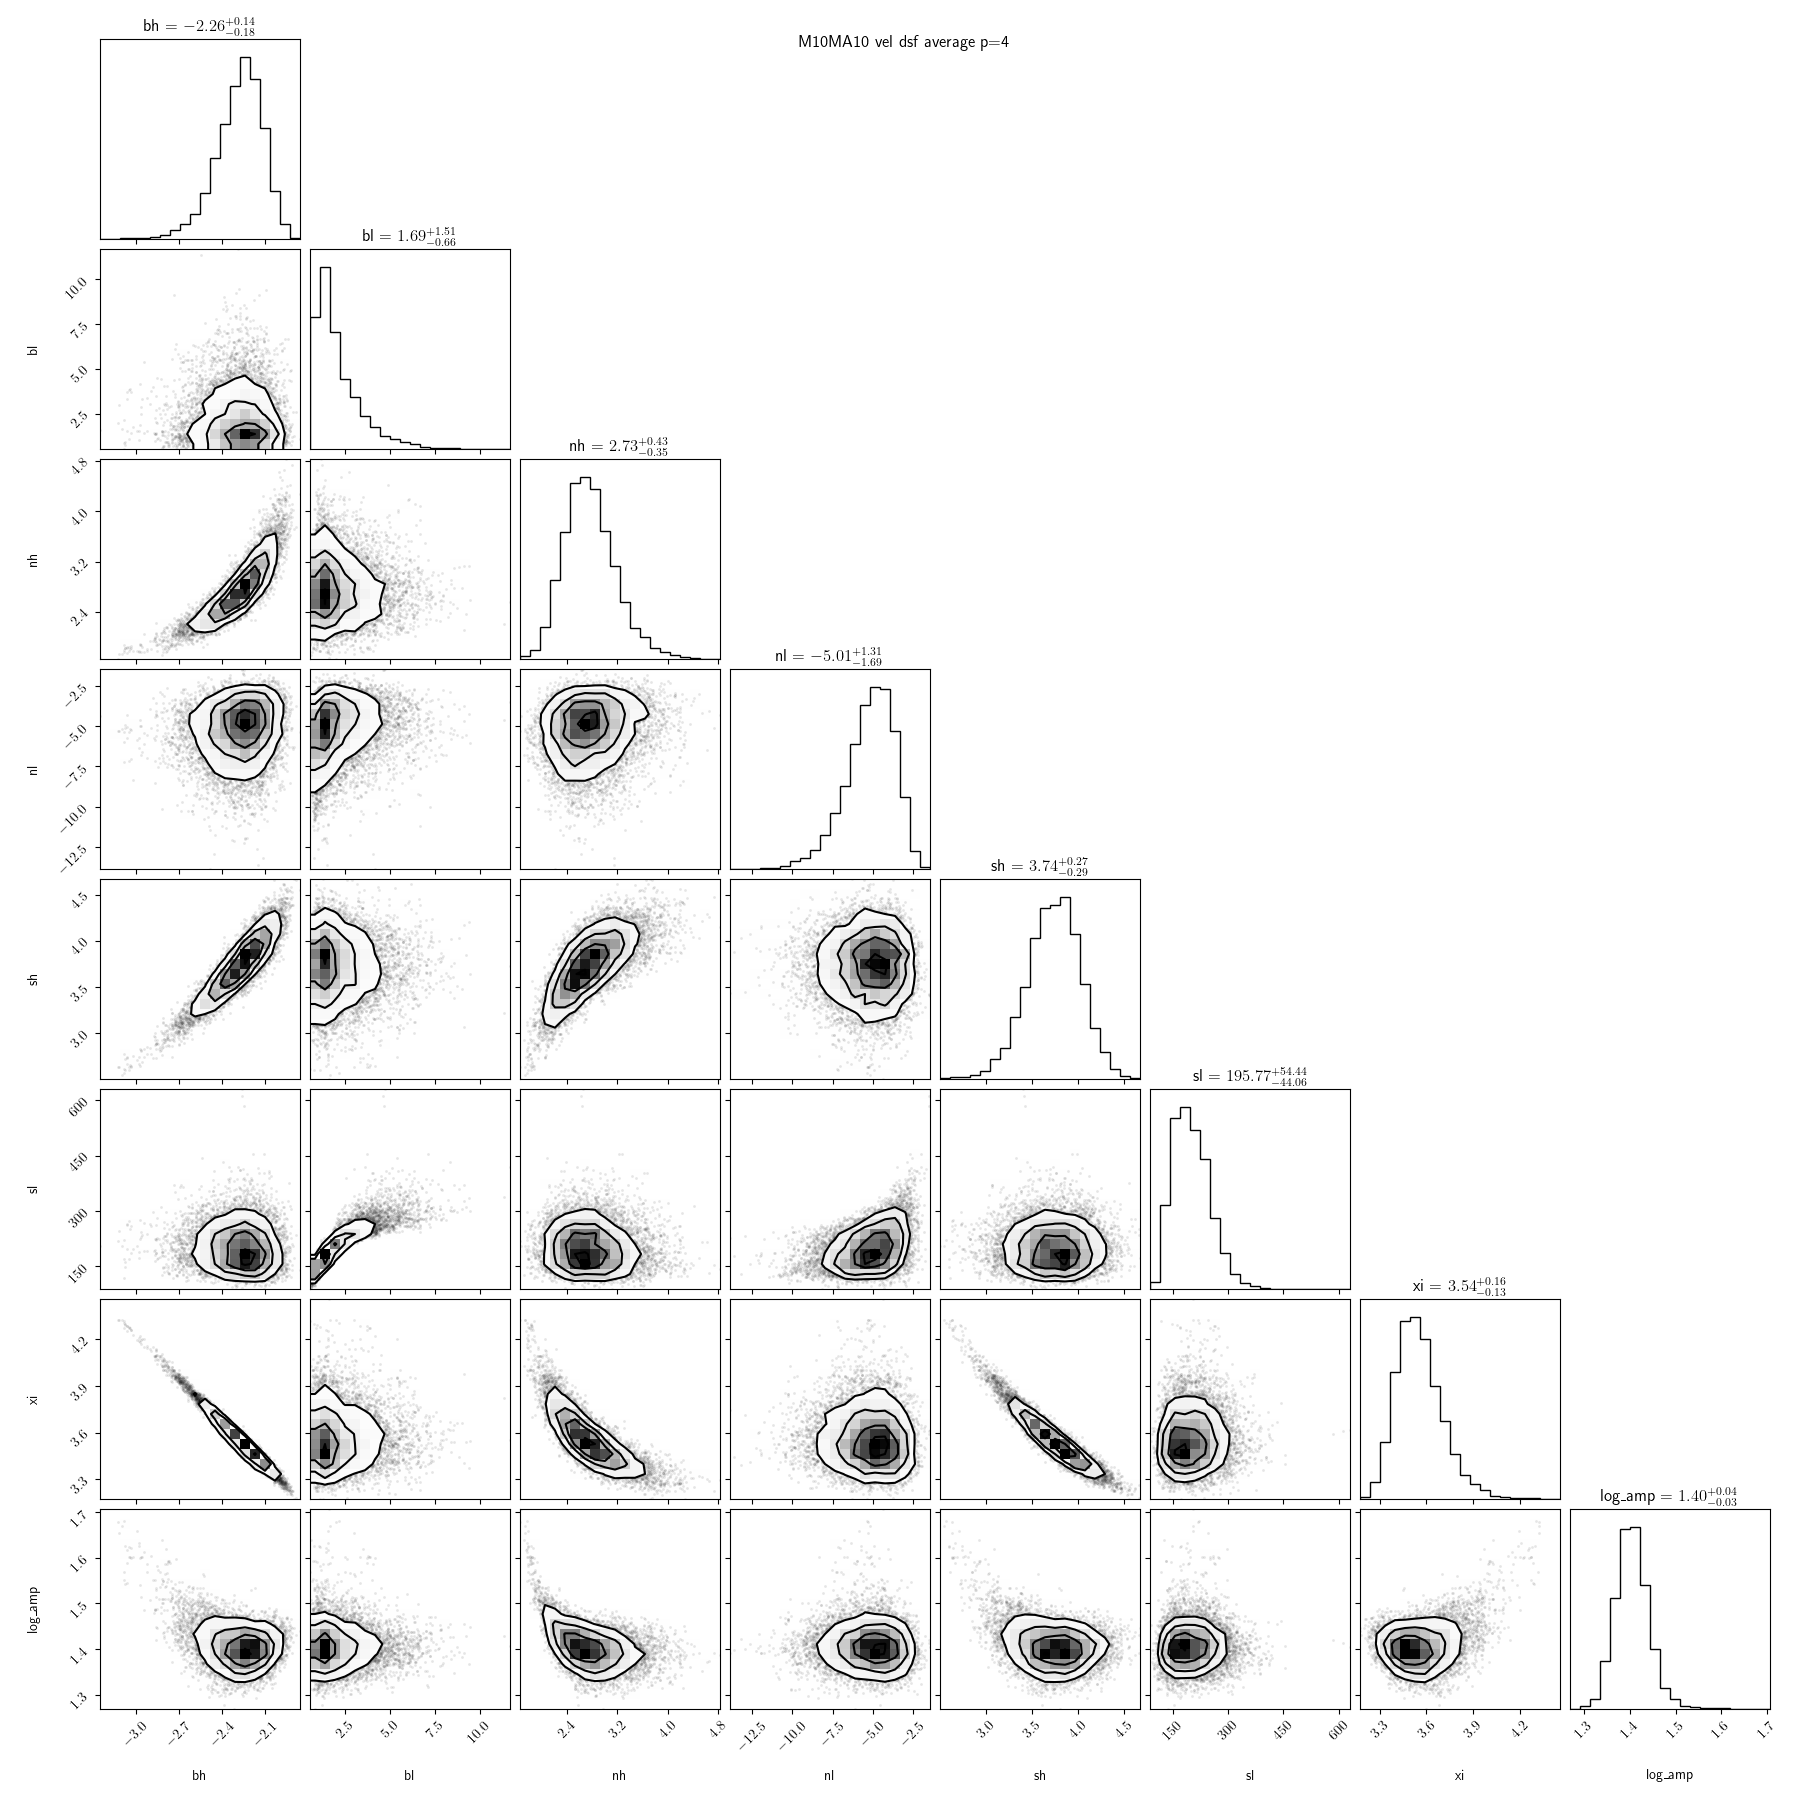 M10MA10 vel dsf average p=4
bh = −2.26+0.14−0.18
bl = 1.69+1.51−0.66
10.0
7.5
5.0
2.5
bl
nh = 2.73+0.43−0.35
4.8
4.0
3.2
2.4
nh
nl = −5.01+1.31−1.69
−2.5
−5.0
−7.5
−10.0
−12.5
nl
sh = 3.74+0.27−0.29
4.5
4.0
3.5
3.0
sh
sl = 195.77+54.44−44.06
600
450
300
150
sl
xi = 3.54+0.16−0.13
4.2
3.9
3.6
3.3
xi
log_amp = 1.40+0.04−0.03
1.7
1.6
1.5
1.4
1.3
log_amp
−3.0 −2.7 −2.4 −2.1 2.5 5.0 7.5 10.0 2.4 3.2 4.0 4.8 −12.5 −10.0 −7.5 −5.0 −2.5 3.0 3.5 4.0 4.5 150 300 450 600 3.3 3.6 3.9 4.2 1.3 1.4 1.5 1.6 1.7
bh bl nh nl sh sl xi log_amp